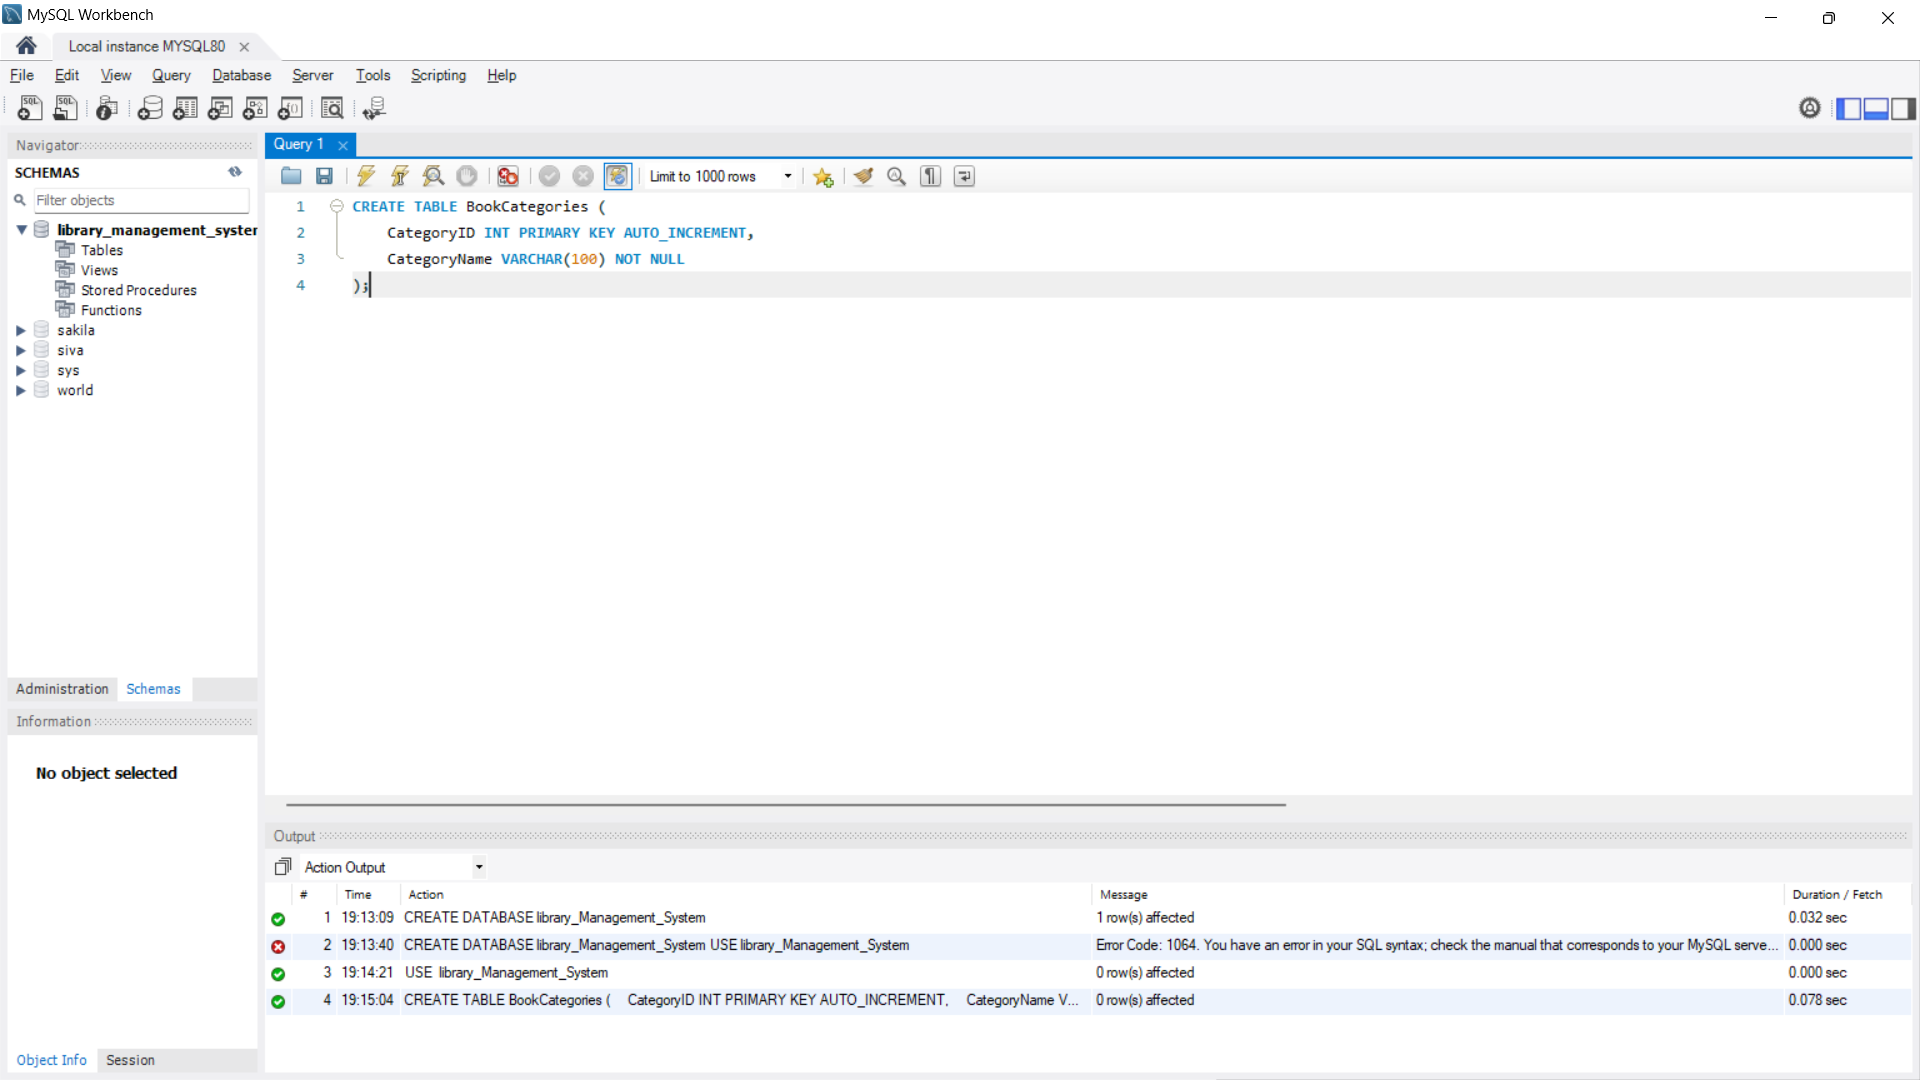 MySQL Workbench
Local instance MYSQL80
File Edit View Query Database Server Tools Scripting Help
Navigator
SCHEMAS
Filter objects
library_management_syster
Tables
Views
Stored Procedures
Functions
sakila
siva
sys
world
Administration Schemas
Information
No object selected
Object Info Session
Query 1
Limit to 1000 rows
1 CREATE TABLE BookCategories (
2 CategoryID INT PRIMARY KEY AUTO_INCREMENT,
3 CategoryName VARCHAR(100) NOT NULL
4 );
Output
Action Output
# Time Action Message Duration / Fetch
1 19:13:09 CREATE DATABASE library_Management_System 1 row(s) affected 0.032 sec
2 19:13:40 CREATE DATABASE library_Management_System USE library_Management_System Error Code: 1064. You have an error in your SQL syntax; check the manual that corresponds to your MySQL serve... 0.000 sec
3 19:14:21 USE library_Management_System 0 row(s) affected 0.000 sec
4 19:15:04 CREATE TABLE BookCategories ( CategoryID INT PRIMARY KEY AUTO_INCREMENT, CategoryName V... 0 row(s) affected 0.078 sec